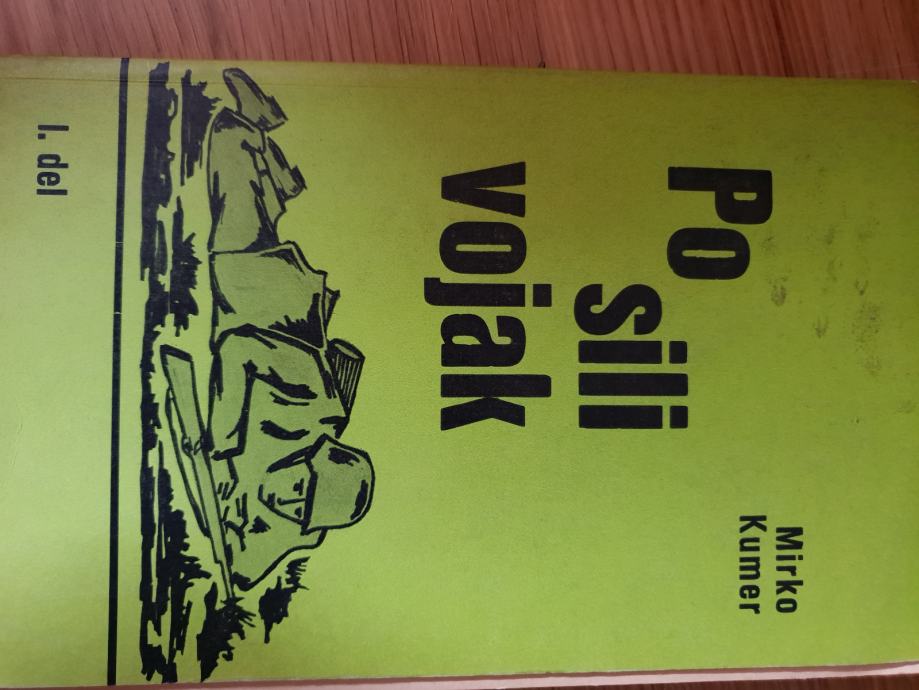 Mirko
Kumer
Po
sili
vojak
I. del